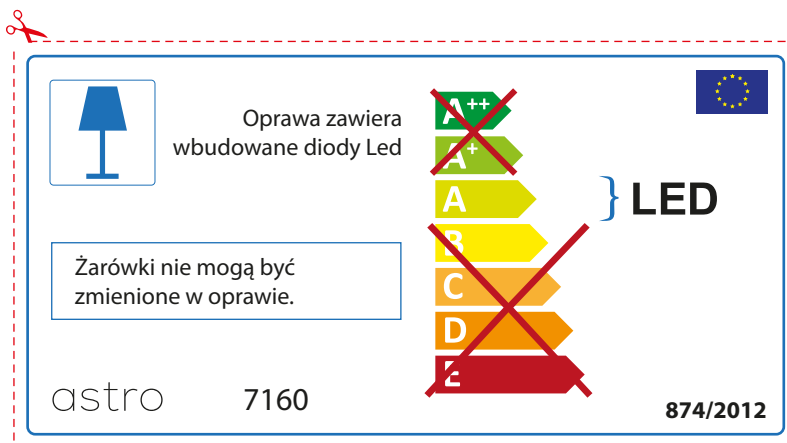 Oprawa zawiera
wbudowane diody Led
A++
A+
A
B
C
D
E
LED
Żarówki nie mogą być
zmienione w oprawie.
astro
7160
874/2012